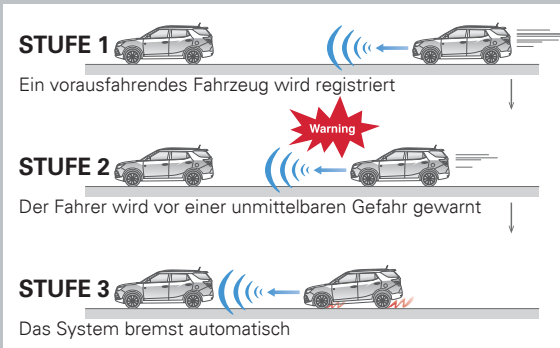 STUFE 1
Ein vorausfahrendes Fahrzeug wird registriert
Warning
STUFE 2
Der Fahrer wird vor einer unmittelbaren Gefahr gewarnt
STUFE 3
Das System bremst automatisch